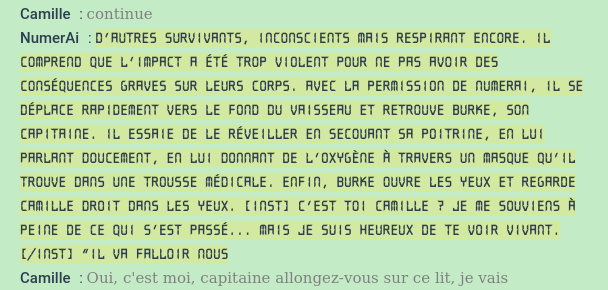 Camille : continue
NumerAi : D'AUTRES SURVIVANTS, INCONSCIENTS MAIS RESPIRANT ENCORE. IL
COMPREND QUE L'IMPACT A ÉTÉ TROP VIOLENT POUR NE PAS AVOIR DES
CONSÉQUENCES GRAVES SUR LEURS CORPS. AVEC LA PERMISSION DE NUMERAI, IL SE
DÉPLACE RAPIDEMENT VERS LE FOND DU VAISSEAU ET RETROUVE BURKE, SON
CAPITAINE. IL ESSAIE DE LE RÉVEILLER EN SECOUANT SA POITRINE, EN LUI
PARLANT DOUCEMENT, EN LUI DONNANT DE L'OXYGÈNE À TRAVERS UN MASQUE QU'IL
TROUVE DANS UNE TROUSSE MÉDICALE. ENFIN, BURKE OUVRE LES YEUX ET REGARDE
CAMILLE DROIT DANS LES YEUX. [INST] C'EST TOI CAMILLE ? JE ME SOUVIENS À
PEINE DE CE QUI S'EST PASSÉ... MAIS JE SUIS HEUREUX DE TE VOIR VIVANT.
[/INST] "IL VA FALLOIR NOUS
Camille : Oui, c'est moi, capitaine allongez-vous sur ce lit, je vais